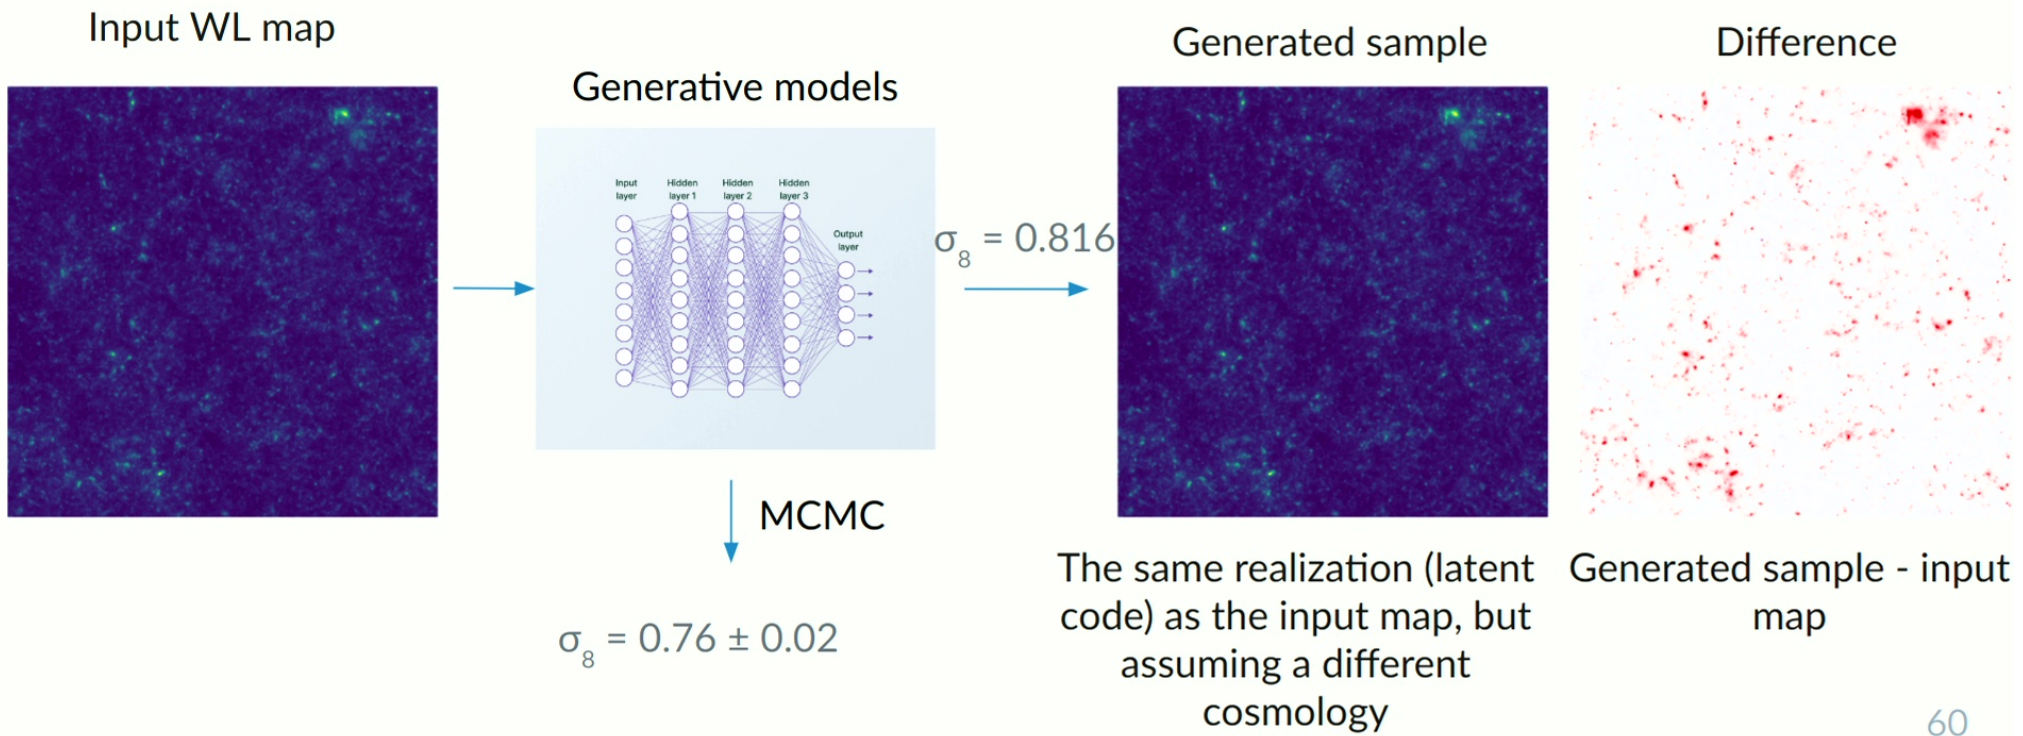 Input WL map
Generative models
Input
layer
Hidden
layer 1
Hidden
layer 2
Hidden
layer 3
Output
layer
MCMC
σ₈ = 0.76 ± 0.02
σ₈ = 0.816
Generated sample
The same realization (latent
code) as the input map, but
assuming a different
cosmology
Difference
Generated sample - input
map
60